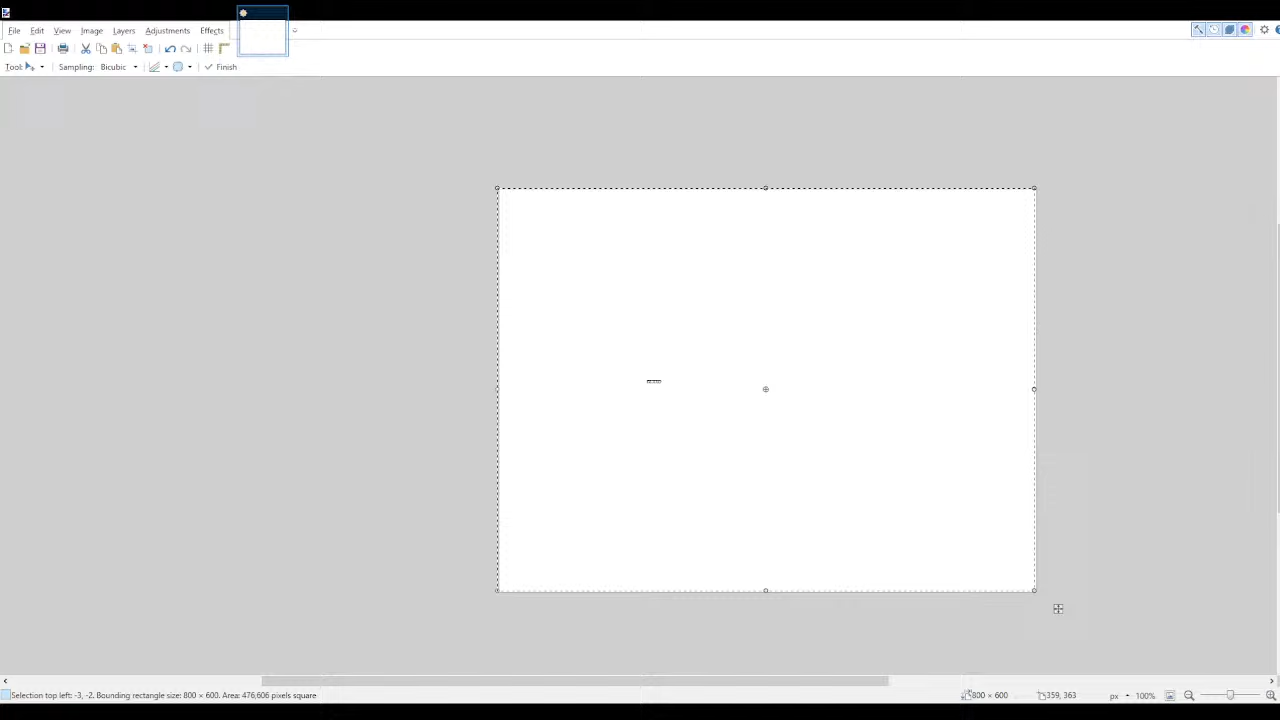 File Edit View Image Layers Adjustments Effects
Tool: Sampling: Bicubic Finish
Selection top left: -3, -2. Bounding rectangle size: 800 × 600. Area: 476,606 pixels square
800 × 600 359, 363 px 100%